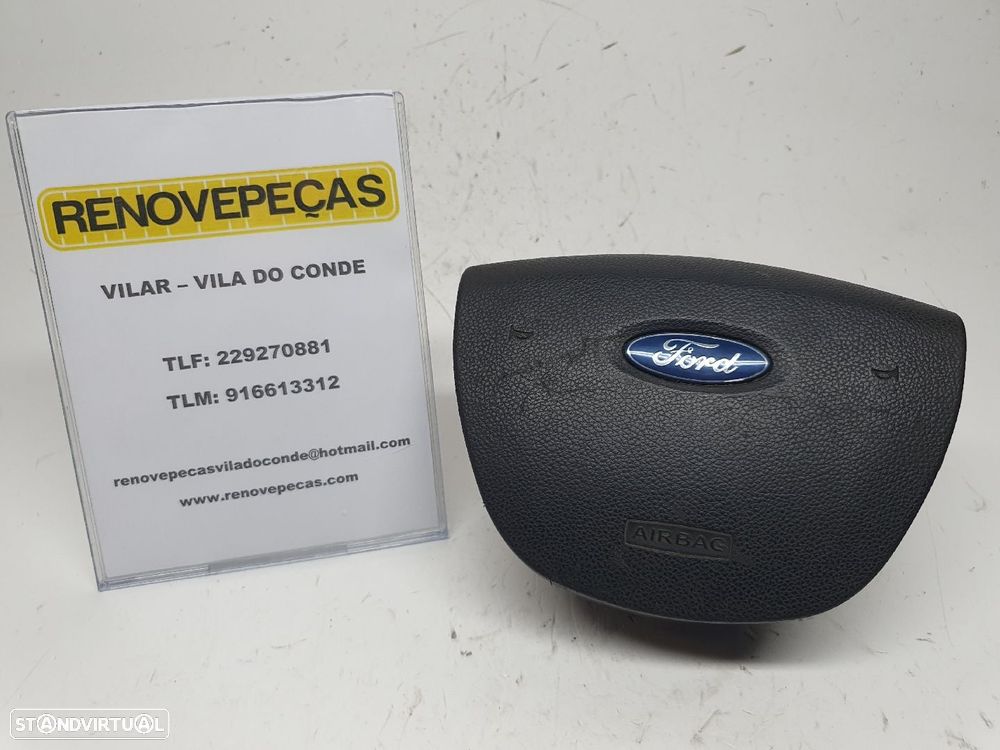 RENOVEPEÇAS
VILAR – VILA DO CONDE
TLF: 229270881
TLM: 916613312
renovepecasviladoconde@hotmail.com
www.renovepecas.com
Ford
AIRBAG
STANDVIRTUAL